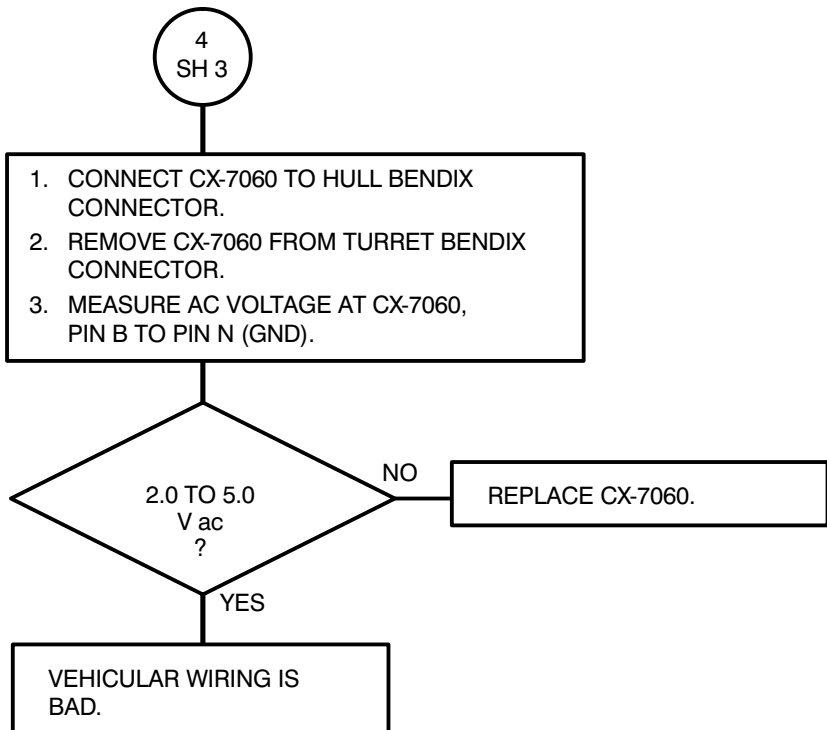 4
SH 3
1. CONNECT CX-7060 TO HULL BENDIX
CONNECTOR.
2. REMOVE CX-7060 FROM TURRET BENDIX
CONNECTOR.
3. MEASURE AC VOLTAGE AT CX-7060,
PIN B TO PIN N (GND).
2.0 TO 5.0
V ac
?
NO
REPLACE CX-7060.
YES
VEHICULAR WIRING IS
BAD.